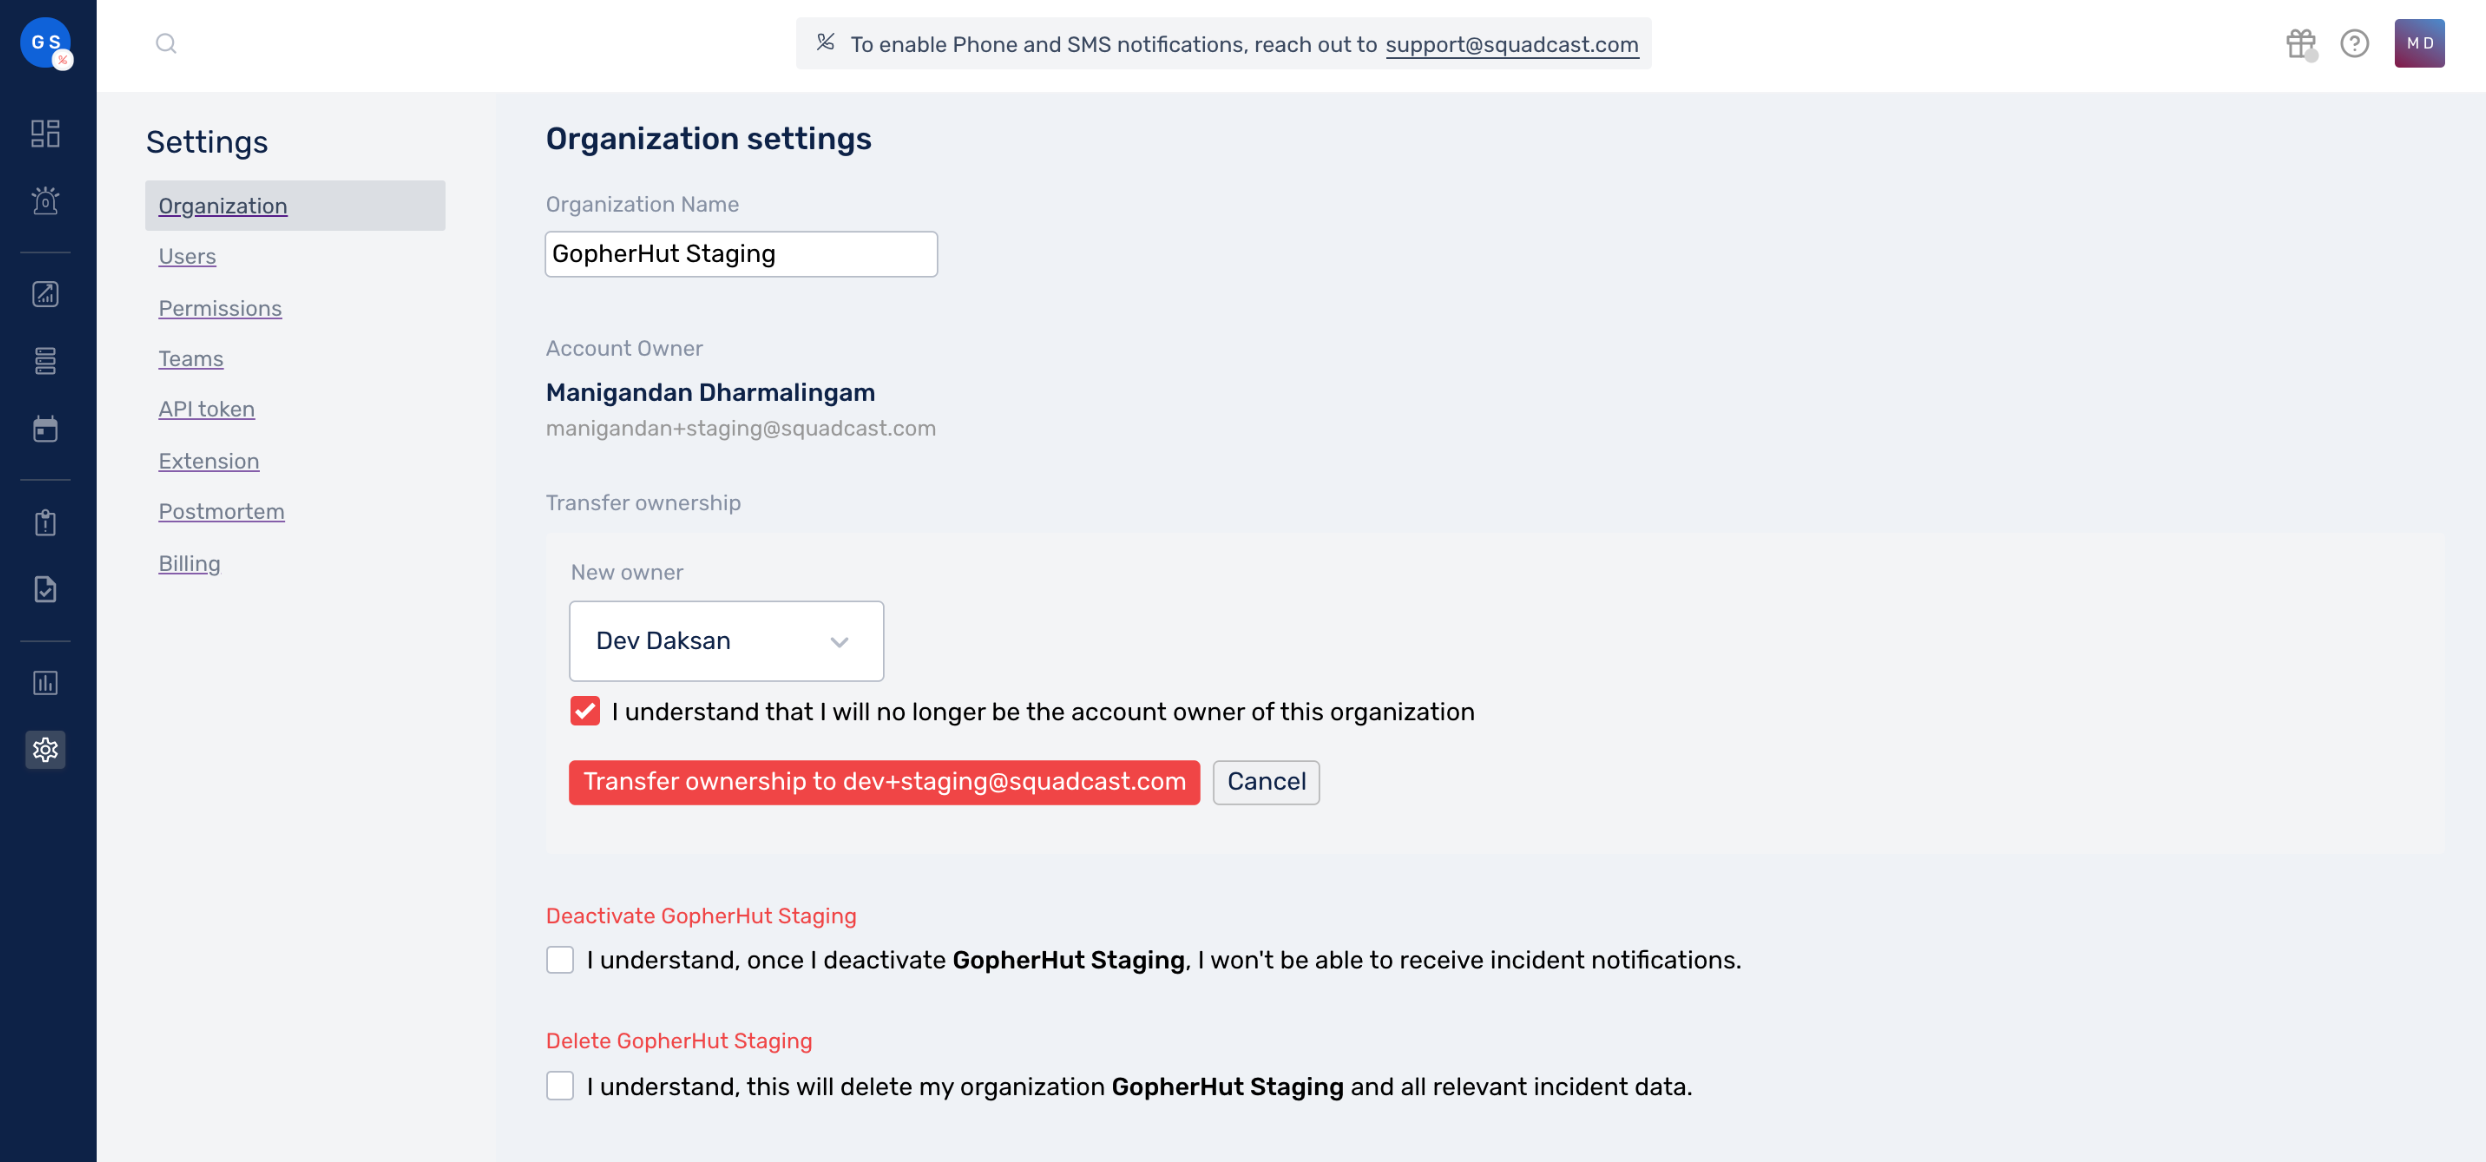 GS
To enable Phone and SMS notifications, reach out to support@squadcast.com
MD
Settings
Organization
Users
Permissions
Teams
API token
Extension
Postmortem
Billing
Organization settings
Organization Name
GopherHut Staging
Account Owner
Manigandan Dharmalingam
manigandan+staging@squadcast.com
Transfer ownership
New owner
Dev Daksan
I understand that I will no longer be the account owner of this organization
Transfer ownership to dev+staging@squadcast.com Cancel
Deactivate GopherHut Staging
I understand, once I deactivate GopherHut Staging, I won't be able to receive incident notifications.
Delete GopherHut Staging
I understand, this will delete my organization GopherHut Staging and all relevant incident data.